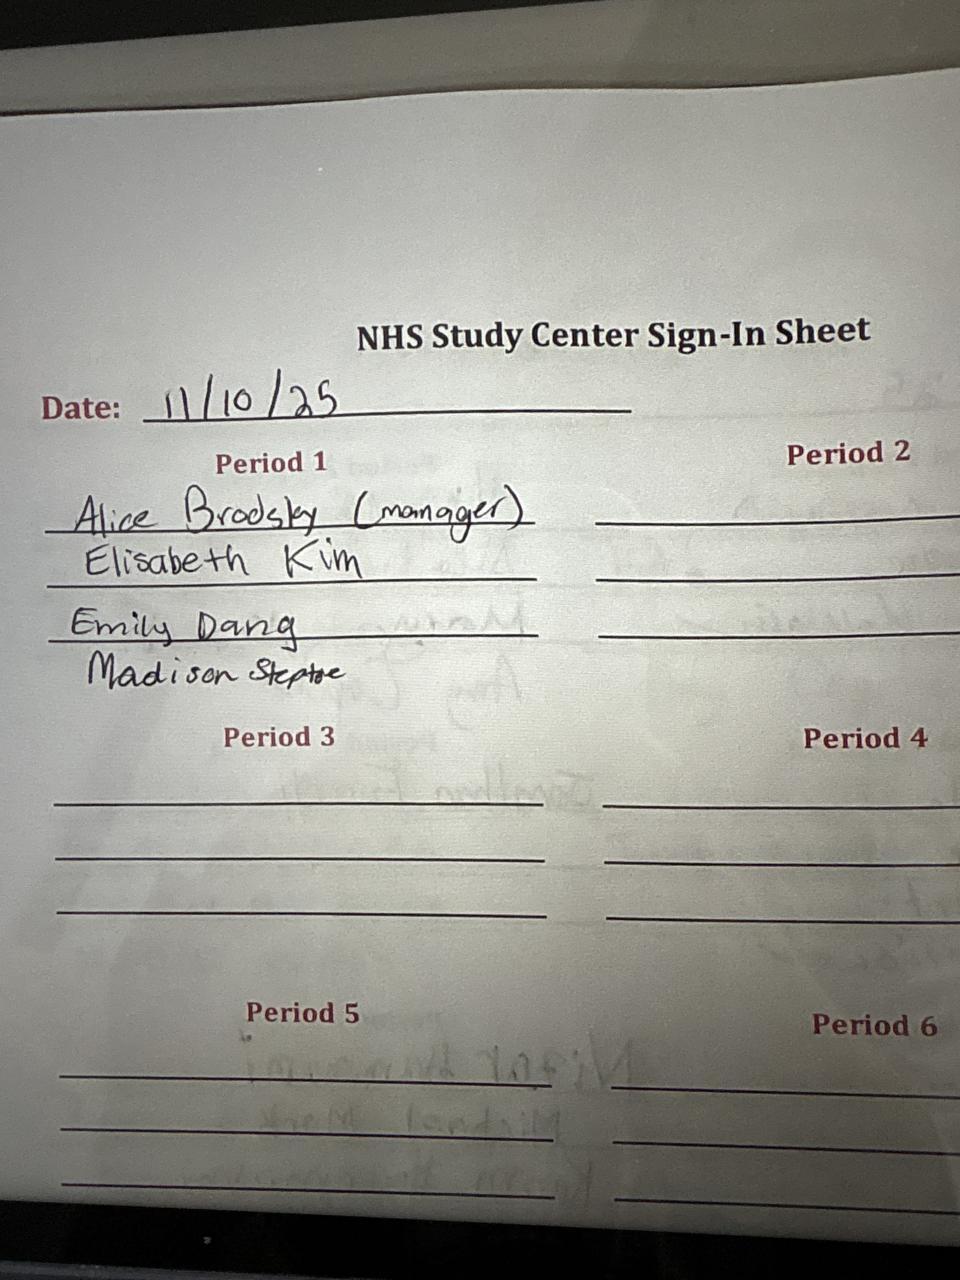 NHS Study Center Sign-In Sheet
Date: 11/10/25
Period 1
Alice Brodsky (manager)
Elisabeth Kim
Emily Dang
Madison Steptoe
Period 2
Period 3
Period 4
Period 5
Period 6